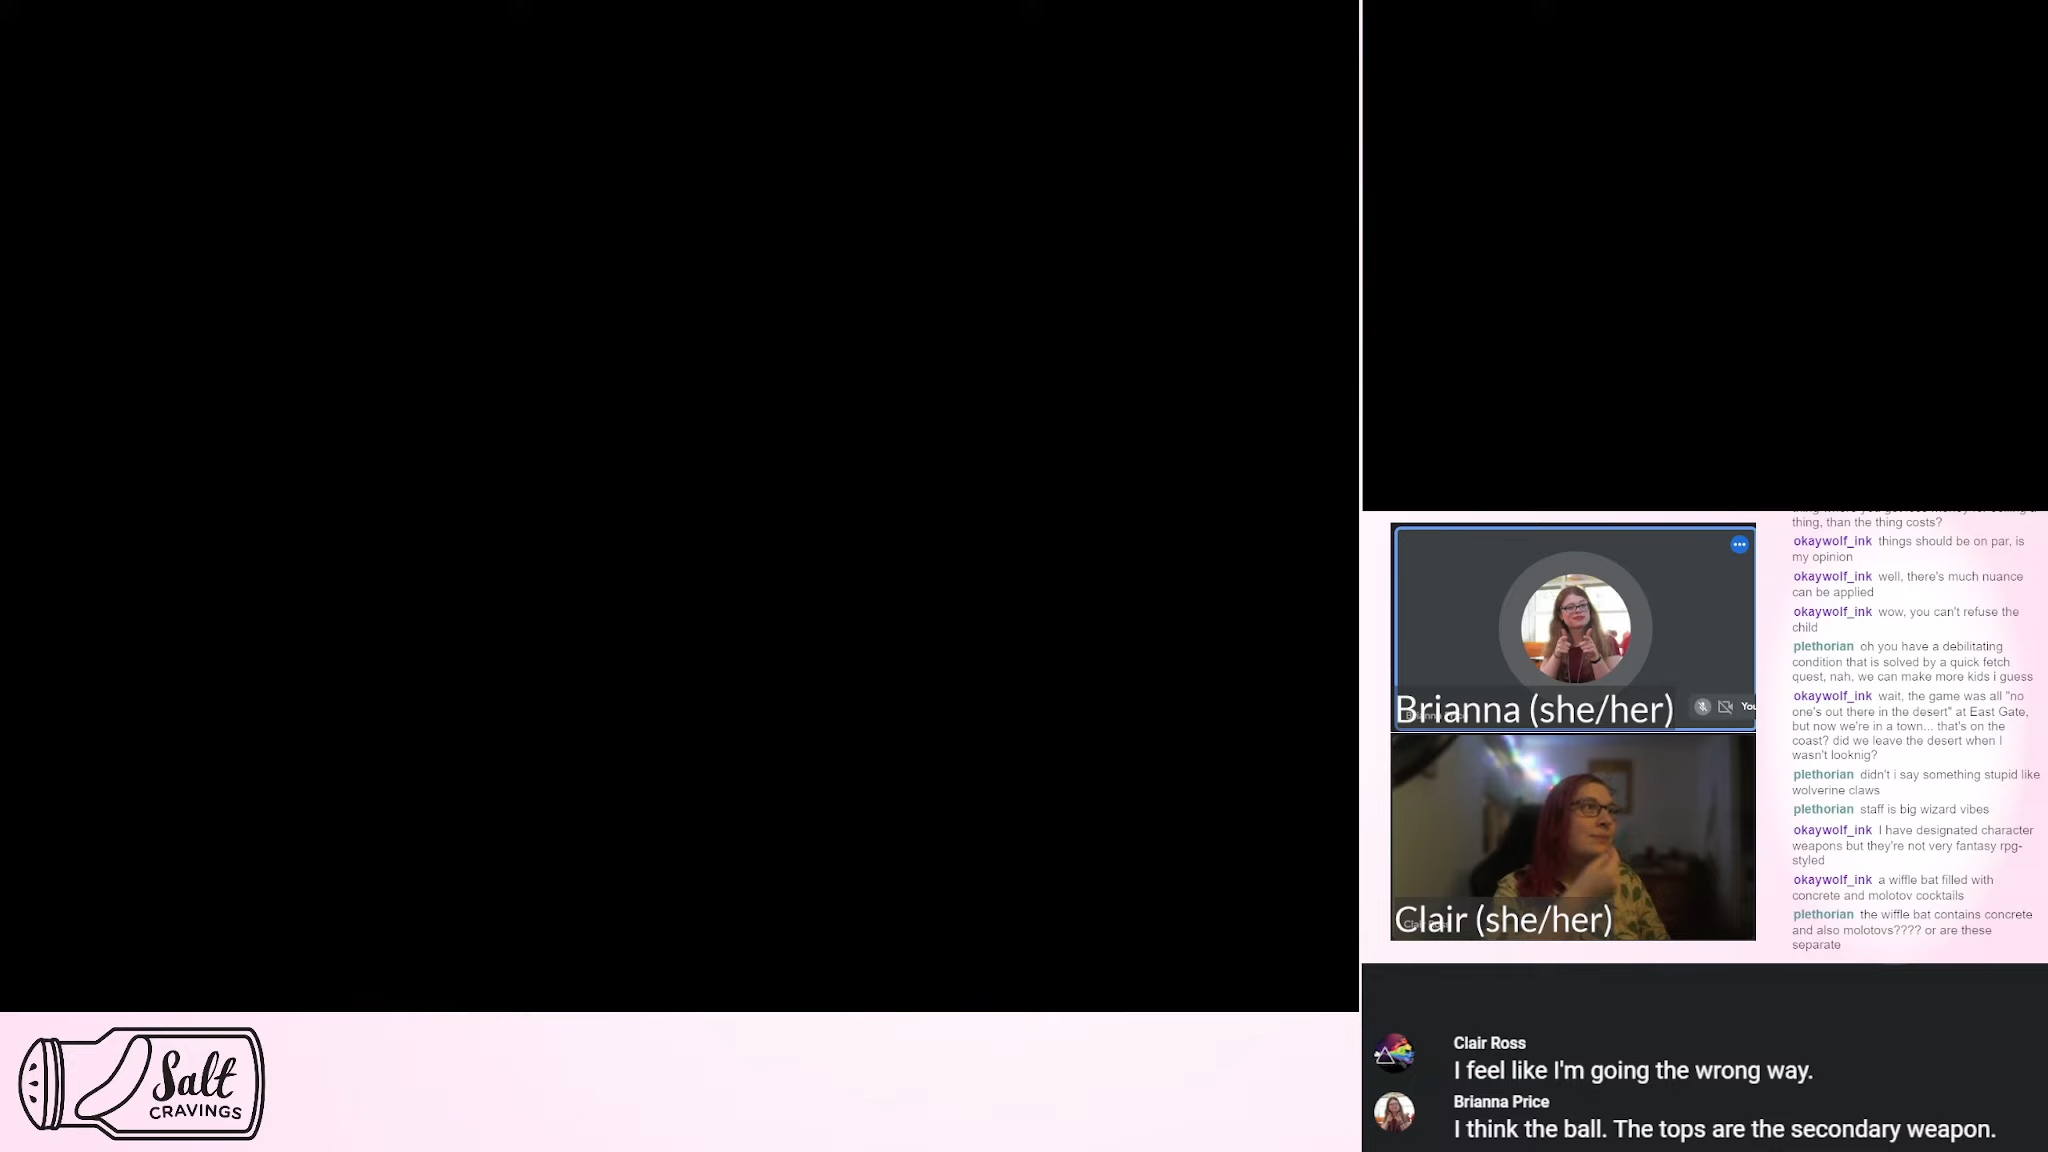 thing, than the thing costs?
okaywolf_ink things should be on par, is
my opinion
okaywolf_ink well, there's much nuance
can be applied
okaywolf_ink wow, you can't refuse the
child
plethorian oh you have a debilitating
condition that is solved by a quick fetch
quest, nah, we can make more kids i guess
okaywolf_ink wait, the game was all "no
one's out there in the desert" at East Gate,
but now we're in a town... that's on the
coast? did we leave the desert when I
wasn't looknig?
plethorian didn't i say something stupid like
wolverine claws
plethorian staff is big wizard vibes
okaywolf_ink I have designated character
weapons but they're not very fantasy rpg-
styled
okaywolf_ink a wiffle bat filled with
concrete and molotov cocktails
plethorian the wiffle bat contains concrete
and also molotovs???? or are these
separate
Brianna (she/her)
You
Clair (she/her)
Clair Ross
I feel like I'm going the wrong way.
Brianna Price
I think the ball. The tops are the secondary weapon.
Salt
CRAVINGS